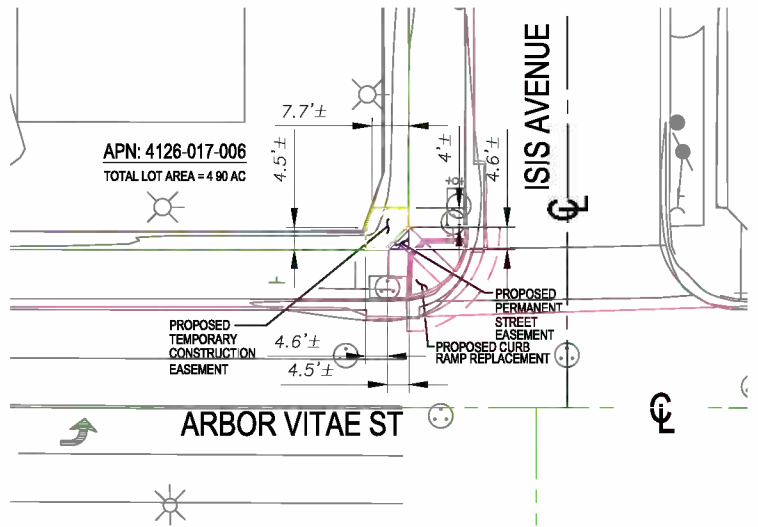 ISIS AVENUE
7.7'±
APN: 4126-017-006
TOTAL LOT AREA = 4 90 AC
4.5'±
4'±
4.6'±
CL
PROPOSED
PERMANENT
STREET
EASEMENT
PROPOSED
TEMPORARY
CONSTRUCTION
EASEMENT
PROPOSED CURB
RAMP REPLACEMENT
4.6'±
4.5'±
ARBOR VITAE ST
CL